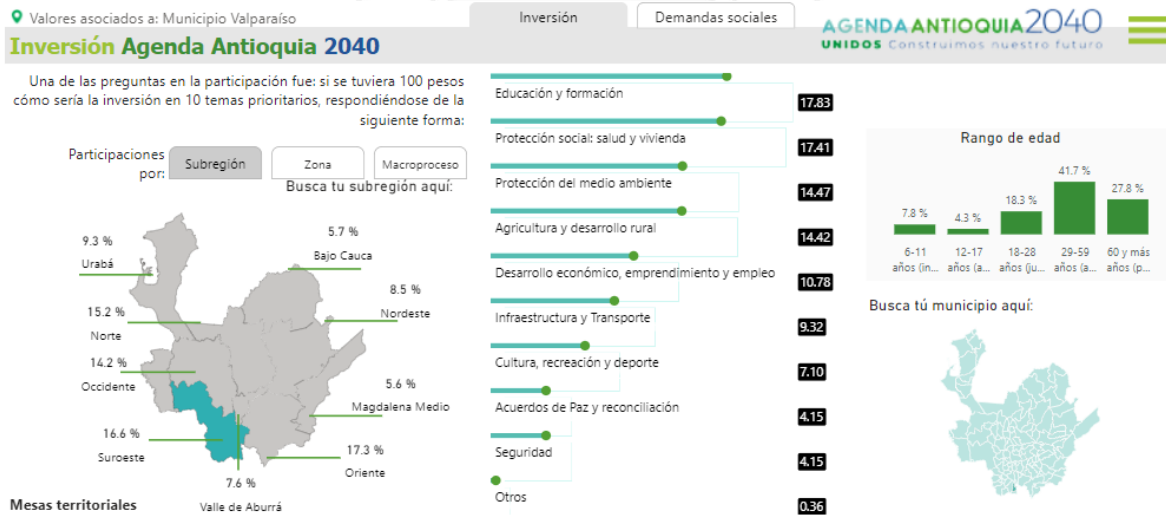 Valores asociados a: Municipio Valparaíso
Inversión
Demandas sociales
AGENDA ANTIOQUIA 2040
UNIDOS Construimos nuestro futuro
Inversión Agenda Antioquia 2040
Una de las preguntas en la participación fue: si se tuviera 100 pesos
cómo sería la inversión en 10 temas prioritarios, respondiéndose de la
siguiente forma:
Participaciones
por:
Subregión
Zona
Macroproceso
Busca tu subregión aquí:
9.3 %
Urabá
5.7 %
Bajo Cauca
8.5 %
Nordeste
15.2 %
Norte
14.2 %
Occidente
5.6 %
Magdalena Medio
16.6 %
Suroeste
17.3 %
Oriente
7.6 %
Valle de Aburrá
Mesas territoriales
Educación y formación
17.83
Protección social: salud y vivienda
17.41
Protección del medio ambiente
14.47
Agricultura y desarrollo rural
14.42
Desarrollo económico, emprendimiento y empleo
10.78
Infraestructura y Transporte
9.32
Cultura, recreación y deporte
7.10
Acuerdos de Paz y reconciliación
4.15
Seguridad
4.15
Otros
0.36
Rango de edad
7.8 %
4.3 %
18.3 %
41.7 %
27.8 %
6-11
años (in...
12-17
años (a...
18-28
años (ju...
29-59
años (a...
60 y más
años (p...
Busca tú municipio aquí: